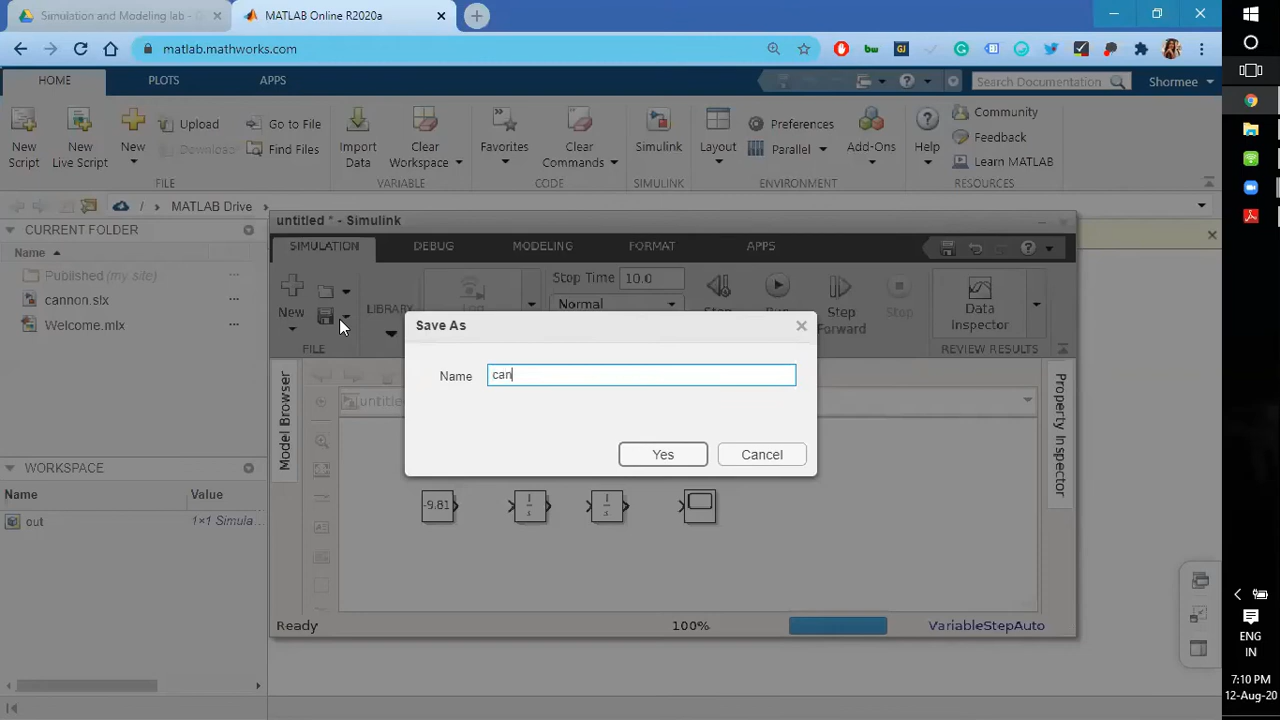 Simulation and Modeling lab - D
MATLAB Online R2020a
matlab.mathworks.com
bw
GJ
HOME
PLOTS
APPS
Search Documentation
Shormee
New Script
New Live Script
New
Upload
Download
Go to File
Find Files
Import Data
Clear Workspace
Favorites
Clear Commands
Simulink
Layout
Preferences
Parallel
Add-Ons
Help
Community
Feedback
Learn MATLAB
FILE
VARIABLE
CODE
SIMULINK
ENVIRONMENT
RESOURCES
/ MATLAB Drive
CURRENT FOLDER
Name
Published (my site)
cannon.slx
Welcome.mlx
WORKSPACE
Name
Value
out
1×1 Simula...
untitled * - Simulink
SIMULATION
DEBUG
MODELING
FORMAT
APPS
New
FILE
LIBRARY
Stop Time
10.0
Normal
Step
Forward
Stop
Data Inspector
REVIEW RESULTS
Model Browser
Property Inspector
Save As
Name
can
Yes
Cancel
-9.81
1
s
1
s
Ready
100%
VariableStepAuto
ENG
IN
7:10 PM
12-Aug-20